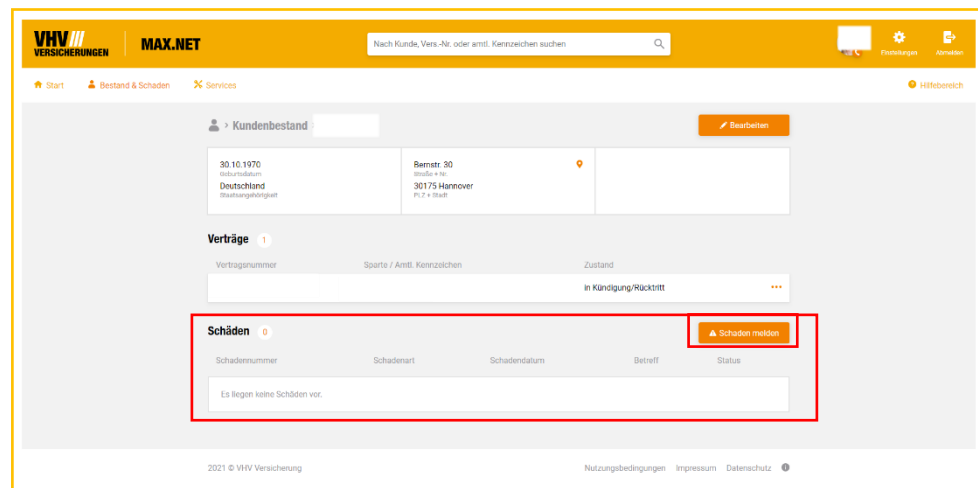 VHV///
VERSICHERUNGEN
MAX.NET
Nach Kunde, Vers.-Nr. oder amtl. Kennzeichen suchen
Einstellungen
Abmelden
Start
Bestand & Schaden
Services
Hilfebereich
> Kundenbestand
Bearbeiten
30.10.1970
Geburtsdatum
Deutschland
Staatsangehörigkeit
Bernstr. 30
Straße + Nr.
30175 Hannover
PLZ + Stadt
Verträge 1
Vertragsnummer
Sparte / Amtl. Kennzeichen
Zustand
in Kündigung/Rücktritt
Schäden 0
Schaden melden
Schadennummer
Schadenart
Schadendatum
Betreff
Status
Es liegen keine Schäden vor.
2021 © VHV Versicherung
Nutzungsbedingungen
Impressum
Datenschutz